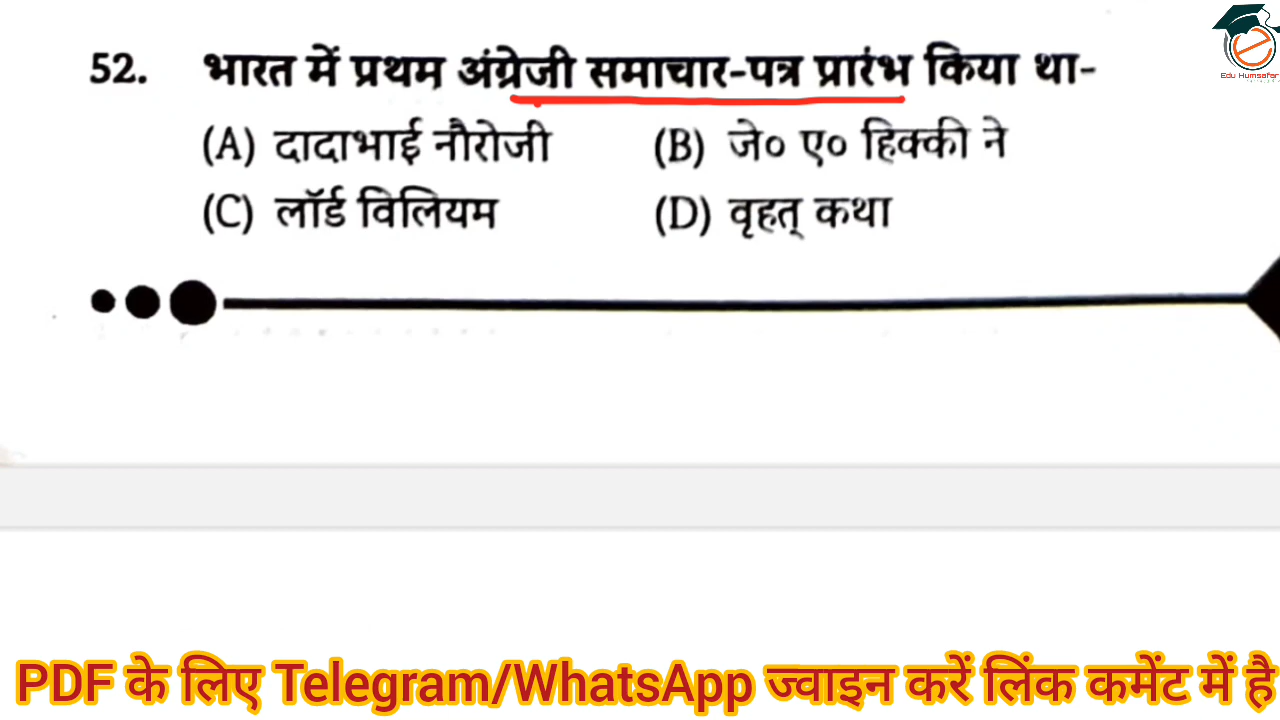 Edu Humsafar
52. भारत में प्रथम अंग्रेजी समाचार-पत्र प्रारंभ किया था-
(A) दादाभाई नौरोजी (B) जे० ए० हिक्की ने
(C) लॉर्ड विलियम (D) वृहत् कथा
PDF के लिए Telegram/WhatsApp ज्वाइन करें लिंक कमेंट में है